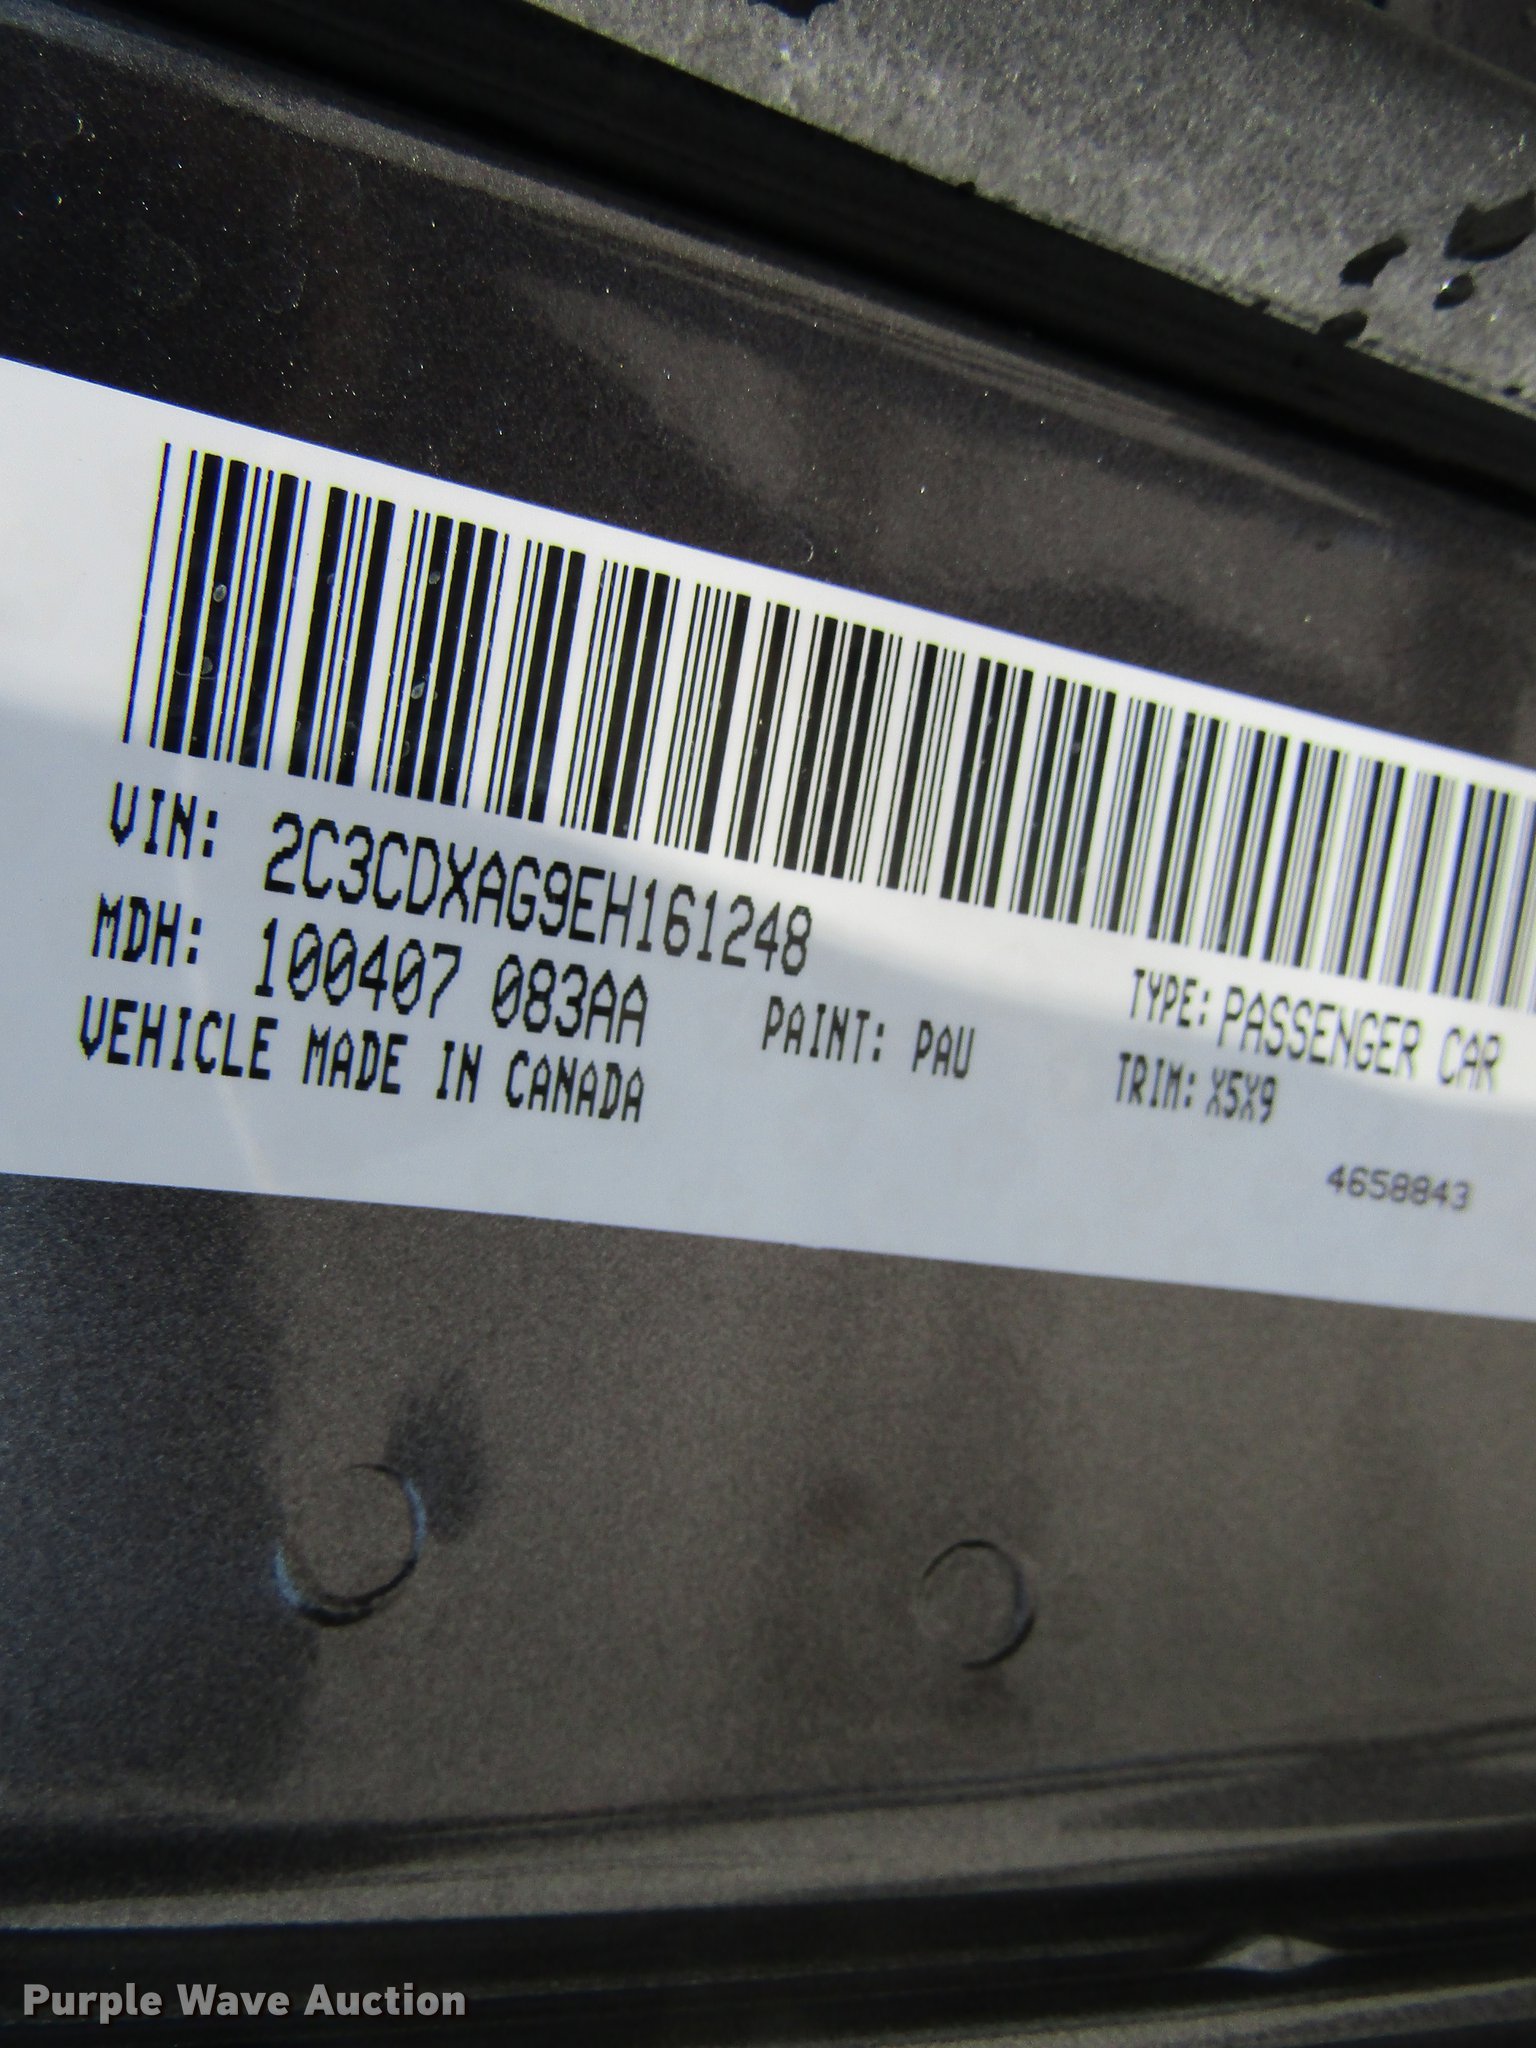 VIN: 2C3CDXAG9EH161248
TYPE: PASSENGER CAR
MDH: 100407 083AA
PAINT: PAU
TRIM: X5X9
VEHICLE MADE IN CANADA
4658843
Purple Wave Auction